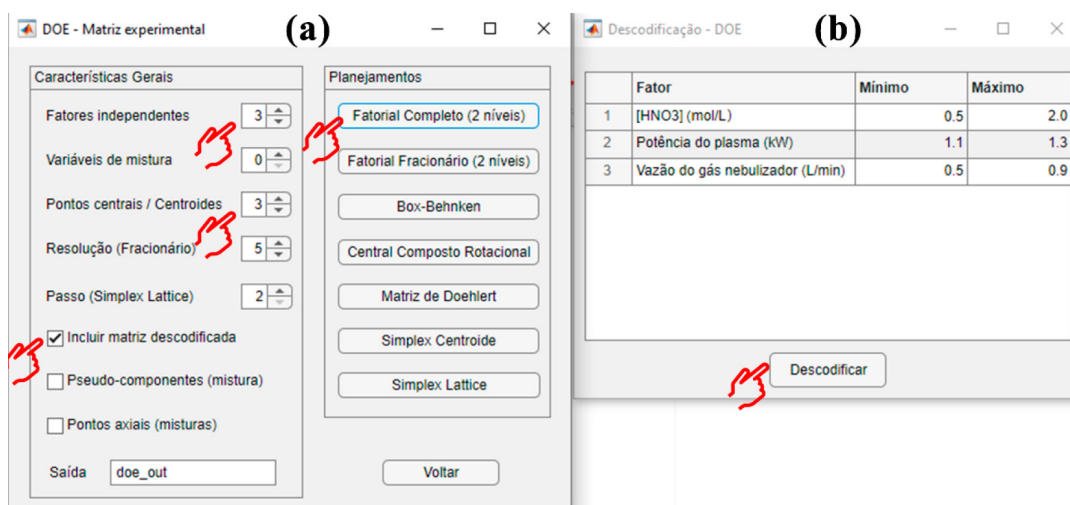 DOE - Matriz experimental
(a)
Características Gerais
Fatores independentes 3
Variáveis de mistura 0
Pontos centrais / Centroides 3
Resolução (Fracionário) 5
Passo (Simplex Lattice) 2
Incluir matriz descodificada
Pseudo-componentes (mistura)
Pontos axiais (misturas)
Saída doe_out
Planejamentos
Fatorial Completo (2 níveis)
Fatorial Fracionário (2 níveis)
Box-Behnken
Central Composto Rotacional
Matriz de Doehlert
Simplex Centroide
Simplex Lattice
Voltar
Descodificação - DOE
(b)
Fator Mínimo Máximo
1 [HNO3] (mol/L) 0.5 2.0
2 Potência do plasma (kW) 1.1 1.3
3 Vazão do gás nebulizador (L/min) 0.5 0.9
Descodificar